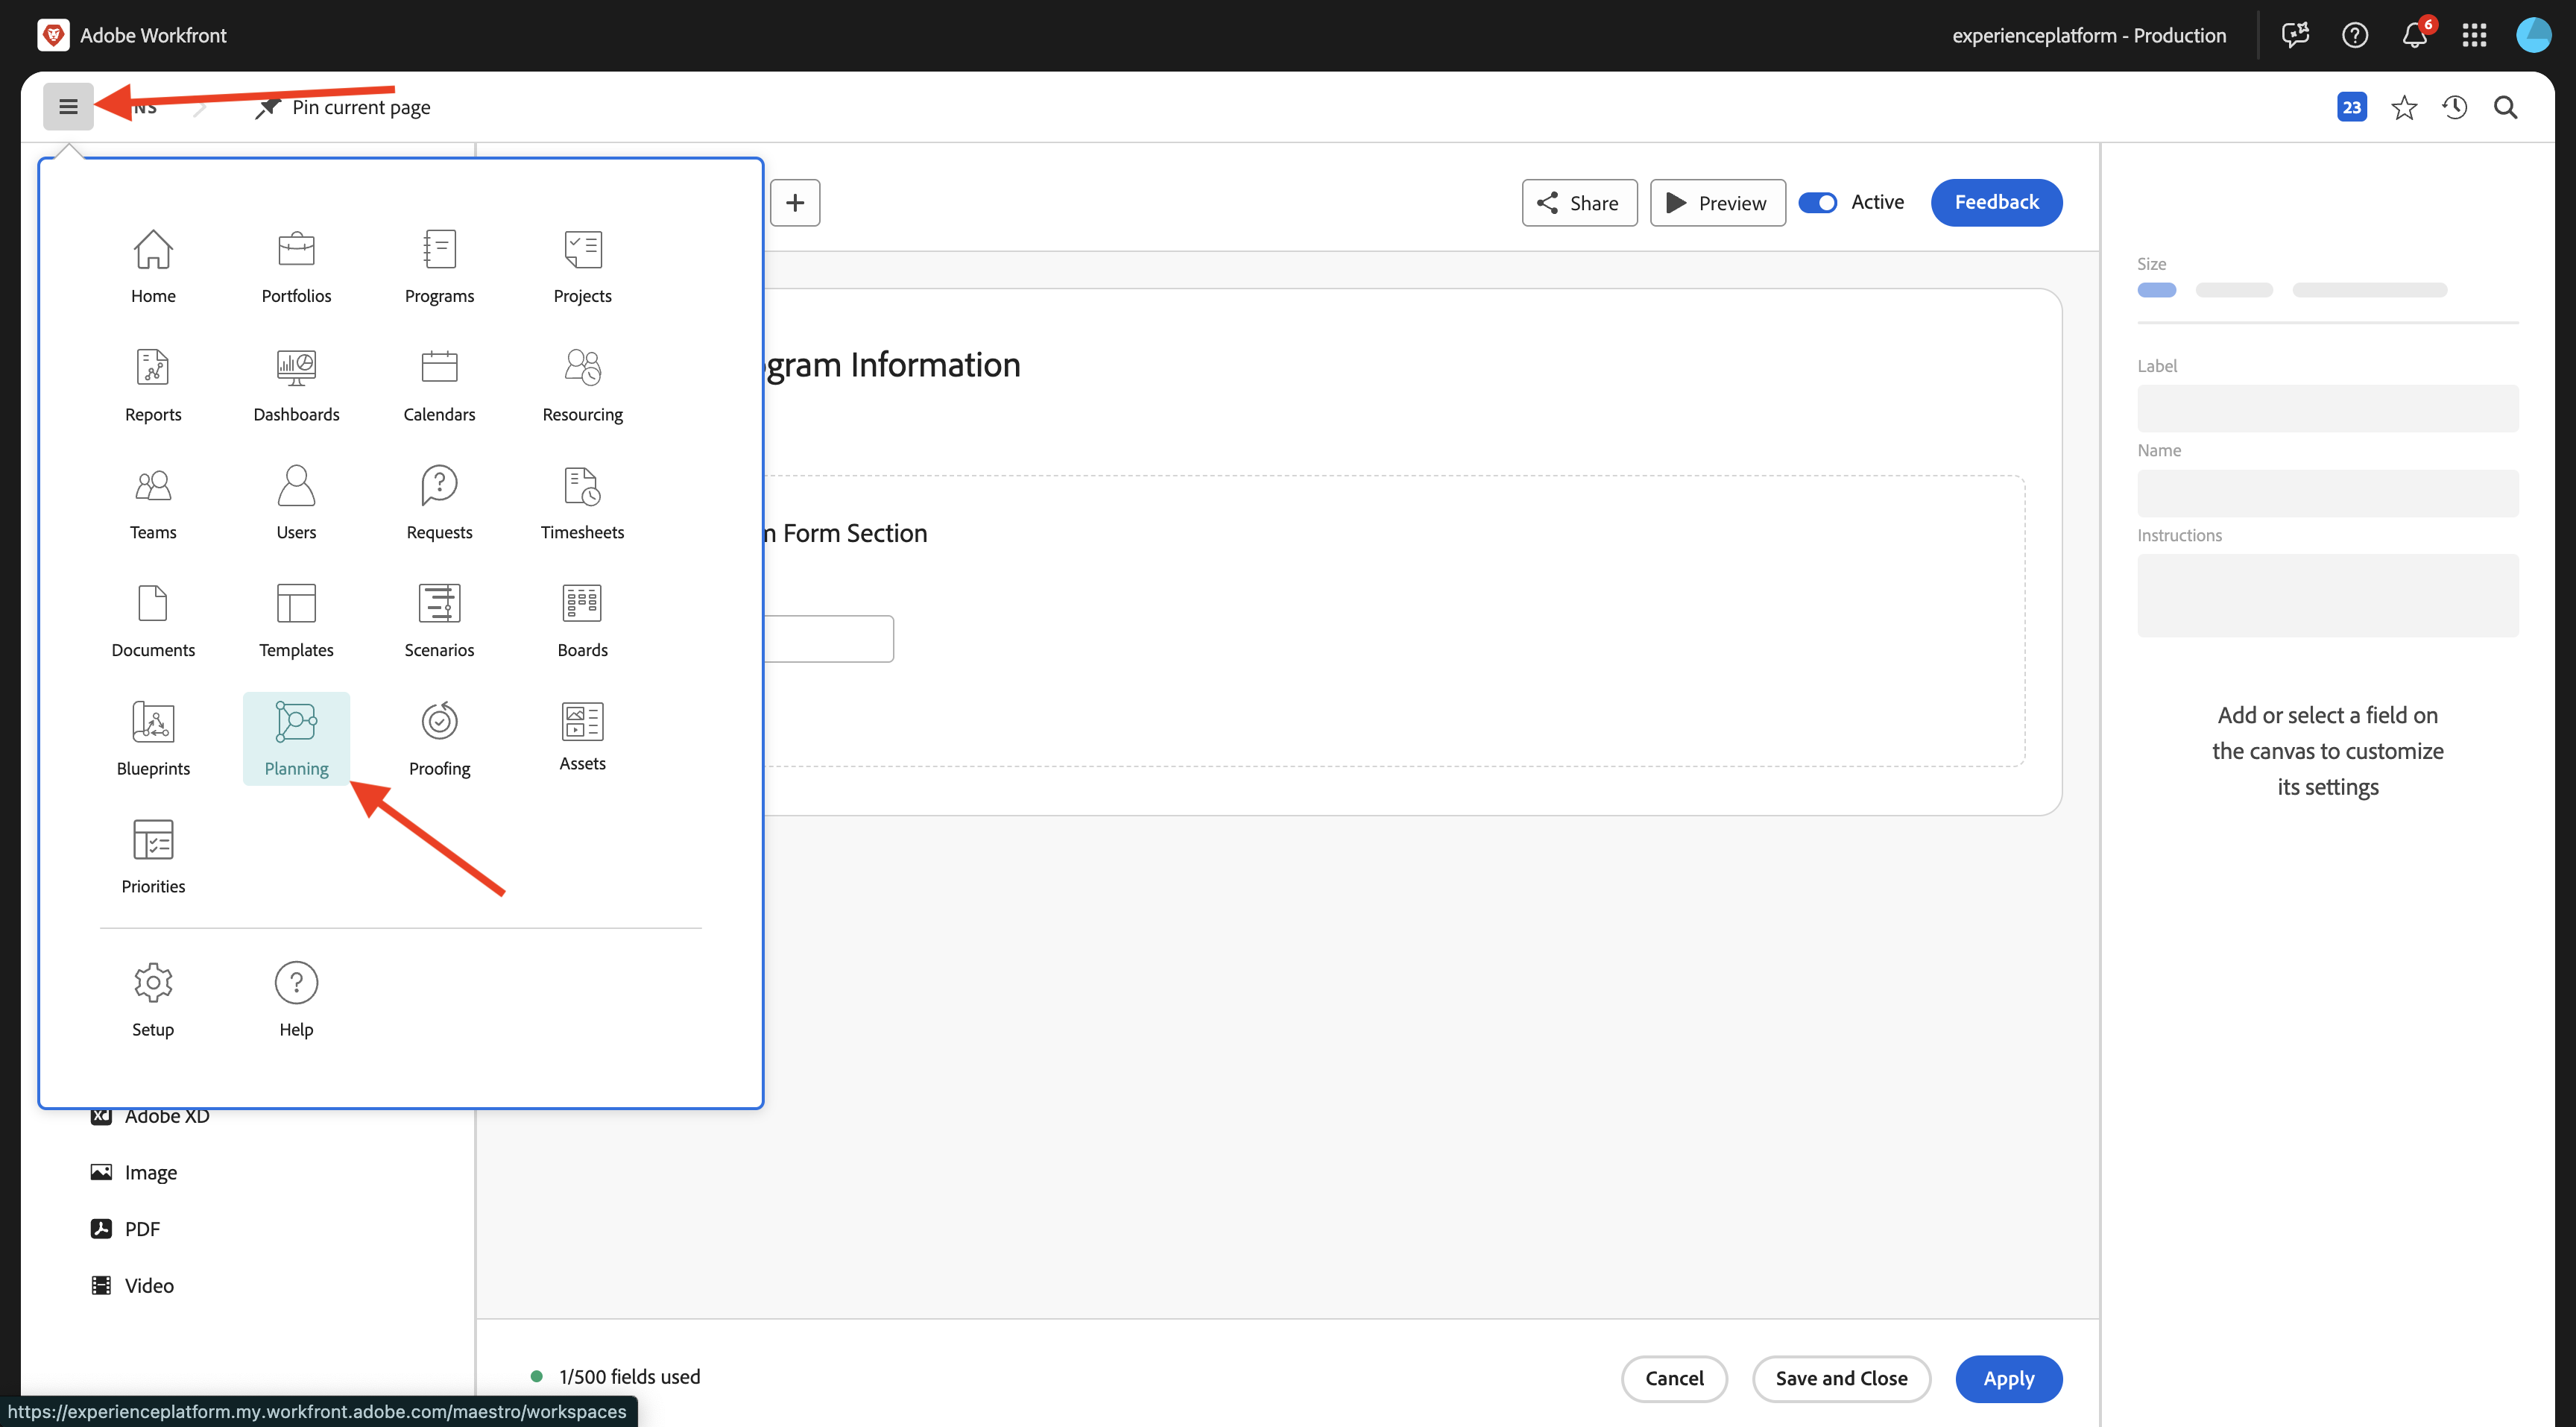 Adobe Workfront
experienceplatform - Production
6
NS
Pin current page
23
Share
Preview
Active
Feedback
Home
Portfolios
Programs
Projects
Reports
Dashboards
Calendars
Resourcing
Teams
Users
Requests
Timesheets
Documents
Templates
Scenarios
Boards
Blueprints
Planning
Proofing
Assets
Priorities
Setup
Help
gram Information
Form Section
Adobe XD
Image
PDF
Video
Size
Label
Name
Instructions
Add or select a field on
the canvas to customize
its settings
1/500 fields used
Cancel
Save and Close
Apply
https://experienceplatform.my.workfront.adobe.com/maestro/workspaces